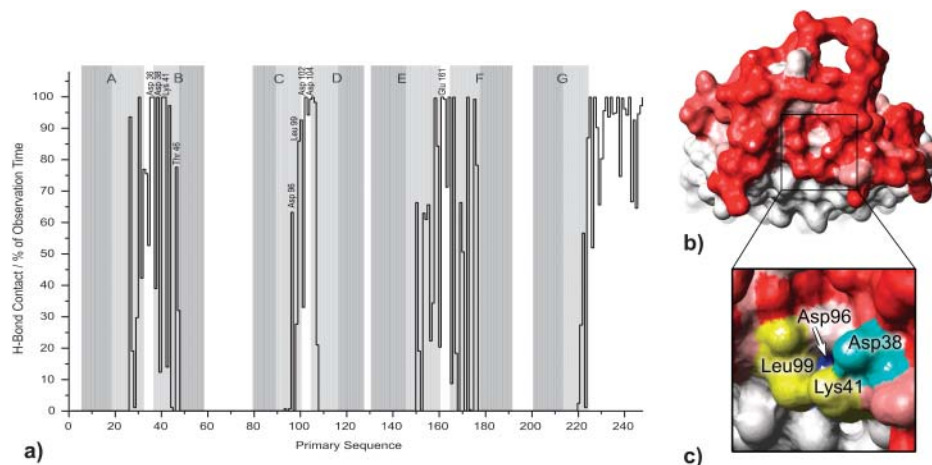 A B C D E F G
Asp 36
Asp 38
Lys 41
Thr 46
Asp 96
Leu 99
Asp 102
Asp 104
Glu 161
H-Bond Contact / % of Observation Time
100
90
80
70
60
50
40
30
20
10
0
0 20 40 60 80 100 120 140 160 180 200 220 240
Primary Sequence
a)
b)
Asp96
Asp38
Leu99
Lys41
c)